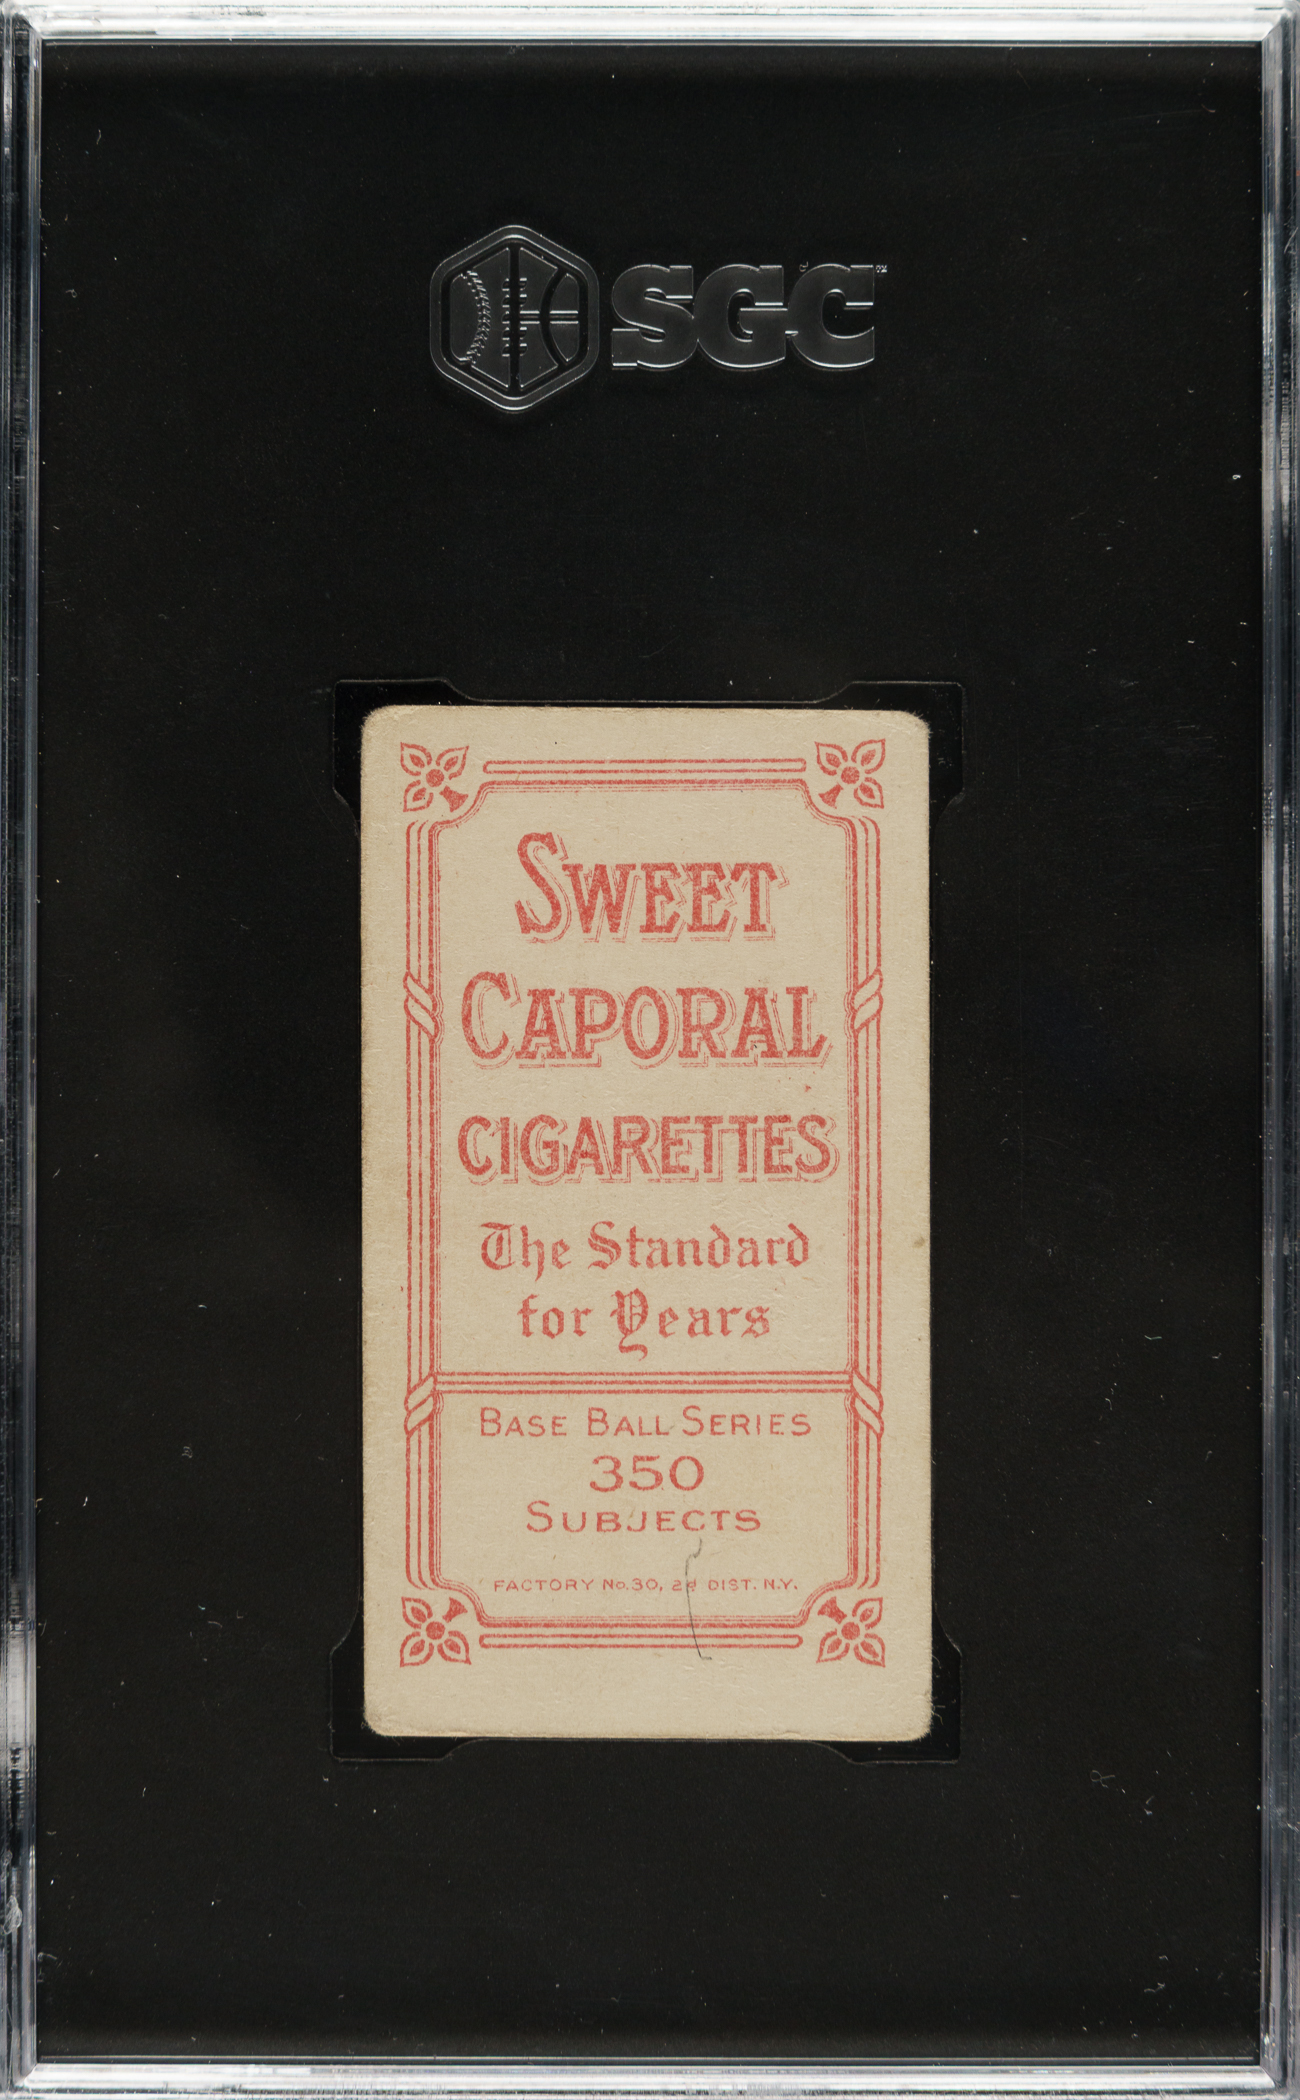 SGC
SWEET
CAPORAL
CIGARETTES
The Standard
for Years
BASE BALL SERIES
350
SUBJECTS
FACTORY No. 30, 2d DIST. N.Y.